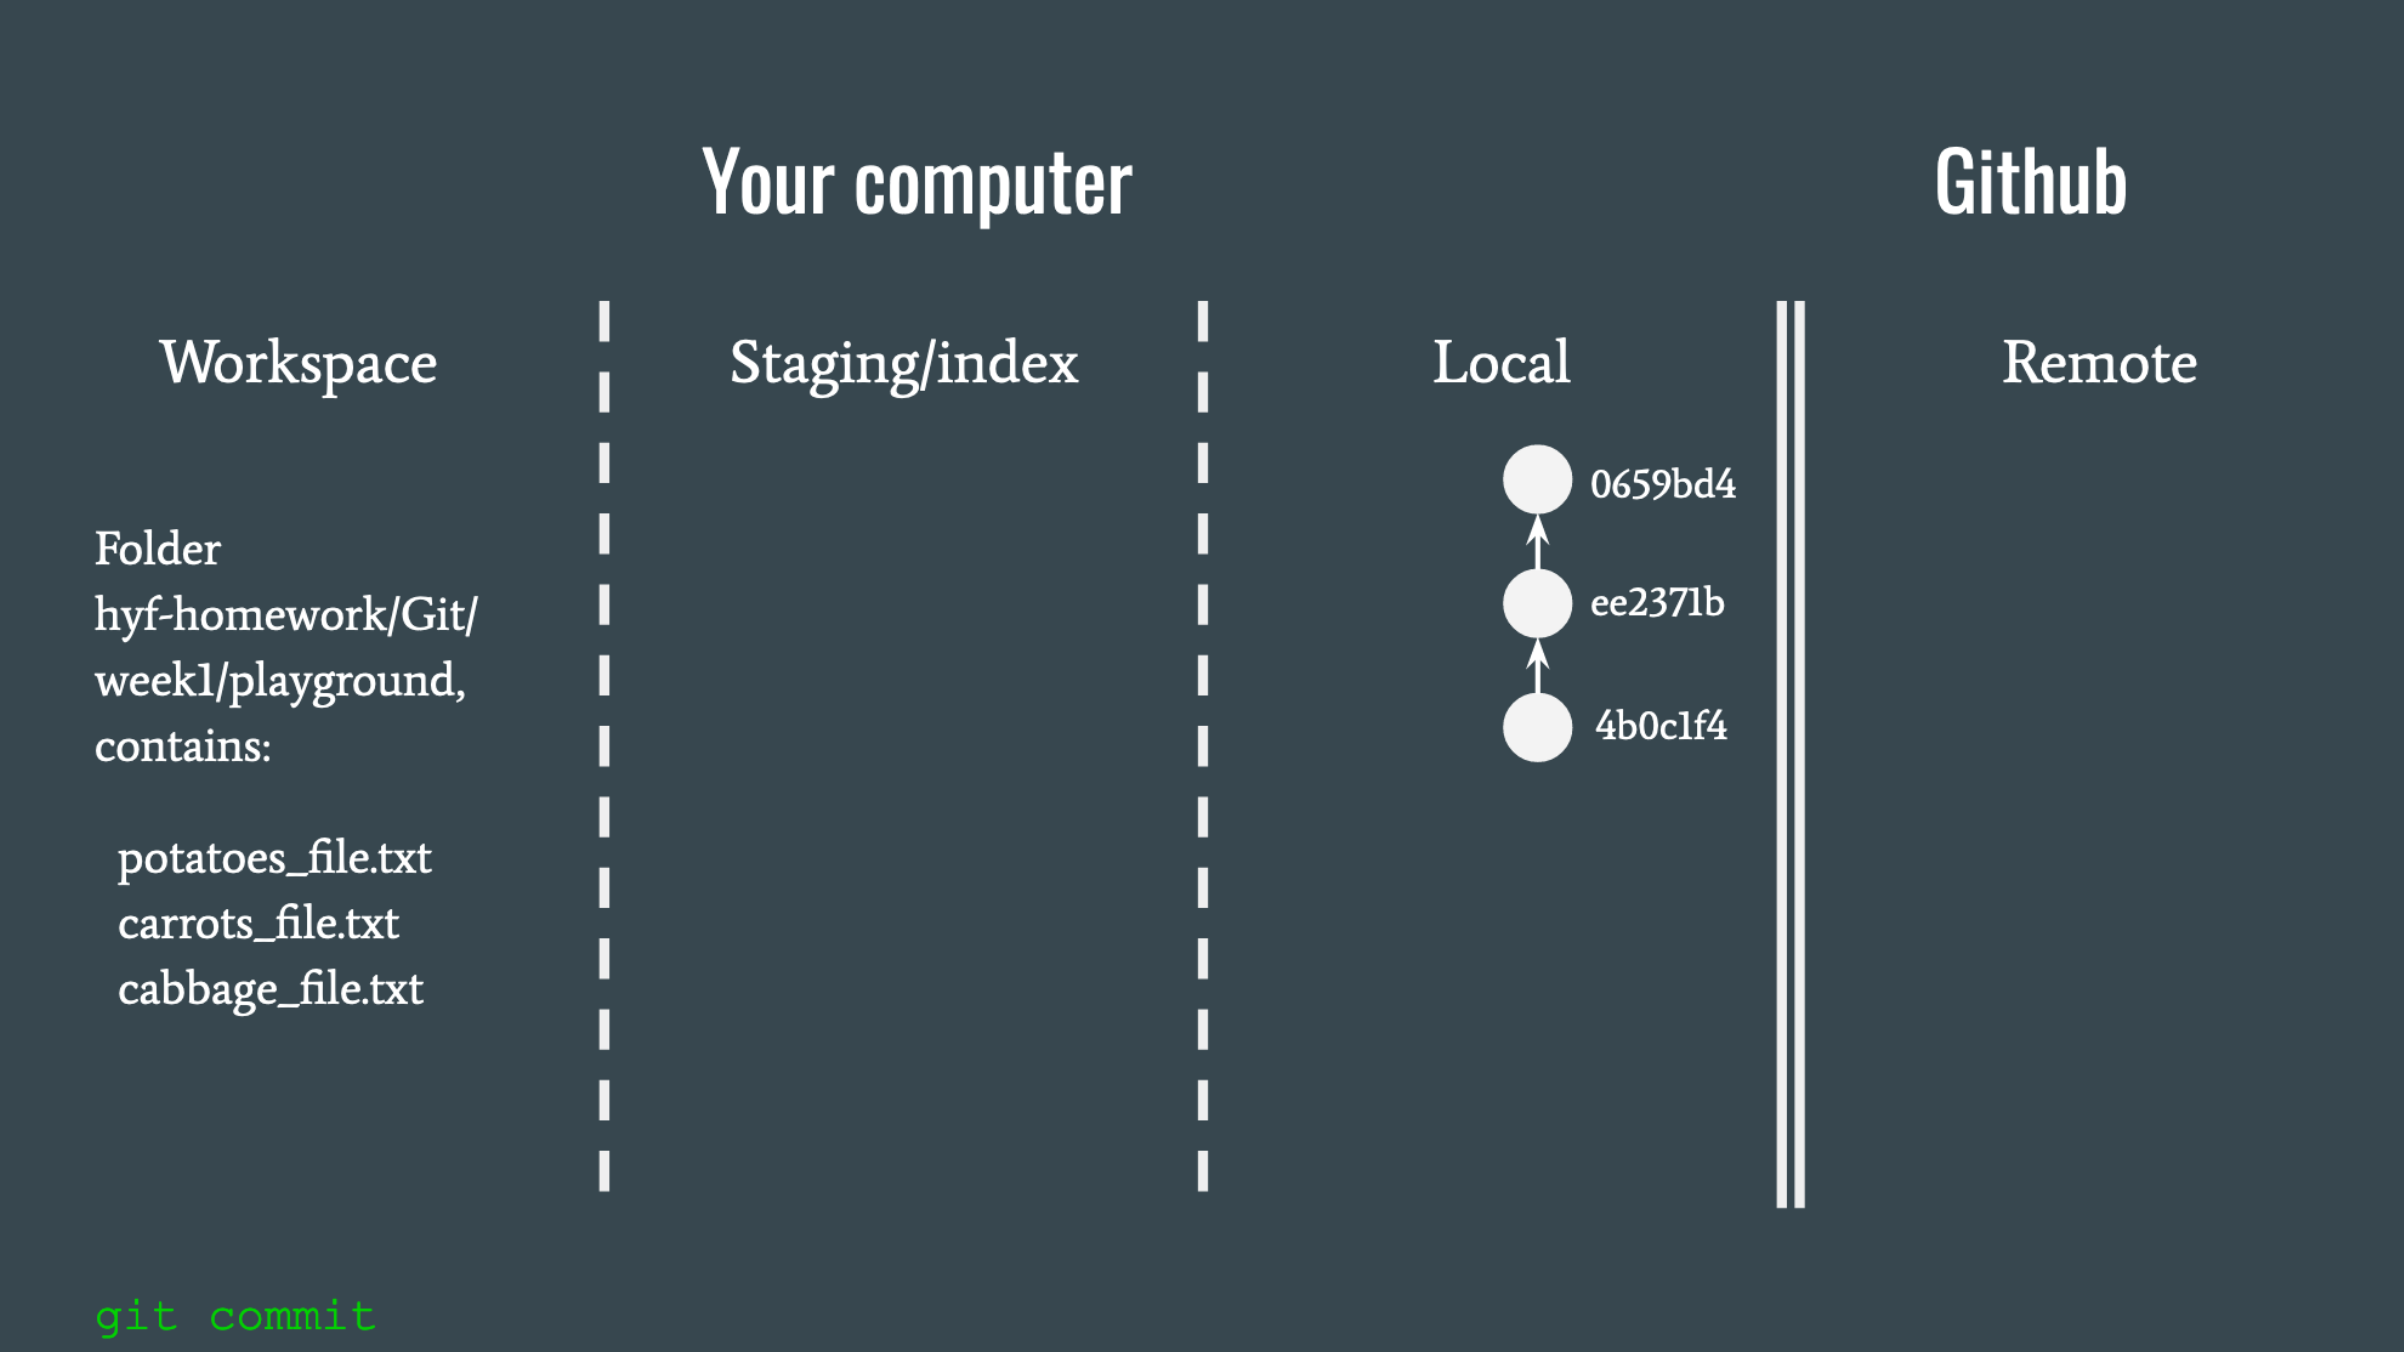 Your computer
Github
Workspace
Staging/index
Local
Remote
Folder
hyf-homework/Git/
week1/playground,
contains:
potatoes_file.txt
carrots_file.txt
cabbage_file.txt
0659bd4
ee2371b
4b0c1f4
git commit